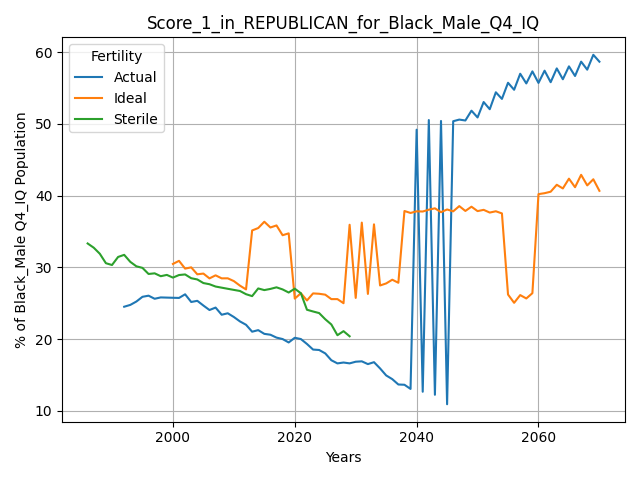 Score_1_in_REPUBLICAN_for_Black_Male_Q4_IQ
Fertility
Actual
Ideal
Sterile
% of Black_Male Q4_IQ Population
60
50
40
30
20
10
2000
2020
2040
2060
Years